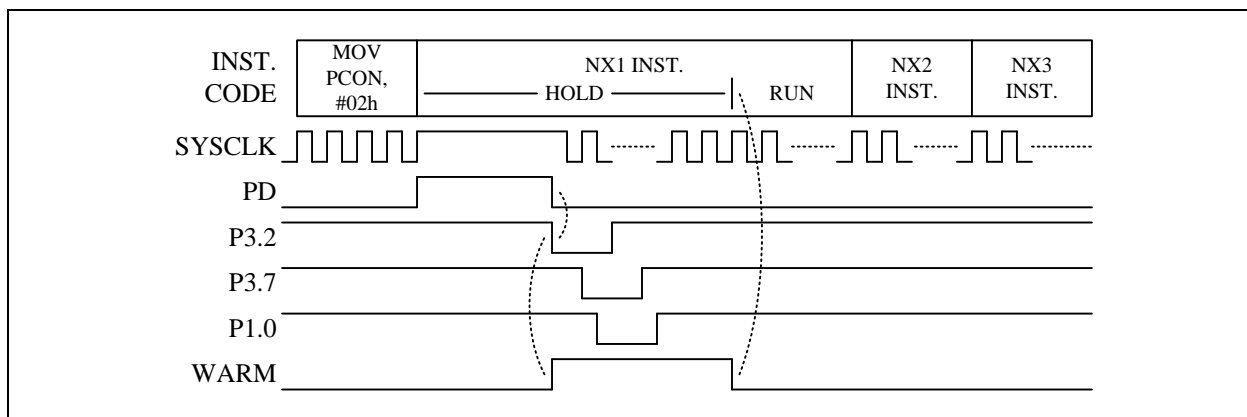 INST.
CODE
MOV
PCON,
#02h
NX1 INST.
HOLD
RUN
NX2
INST.
NX3
INST.
SYSCLK
PD
P3.2
P3.7
P1.0
WARM